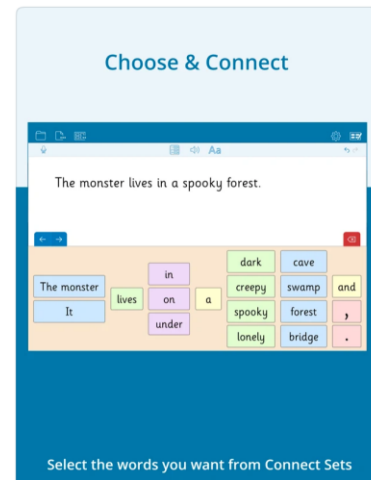 Choose & Connect
Aa
The monster lives in a spooky forest.
in dark cave
The monster lives on a creepy swamp and
It under spooky forest ,
lonely bridge .
Select the words you want from Connect Sets